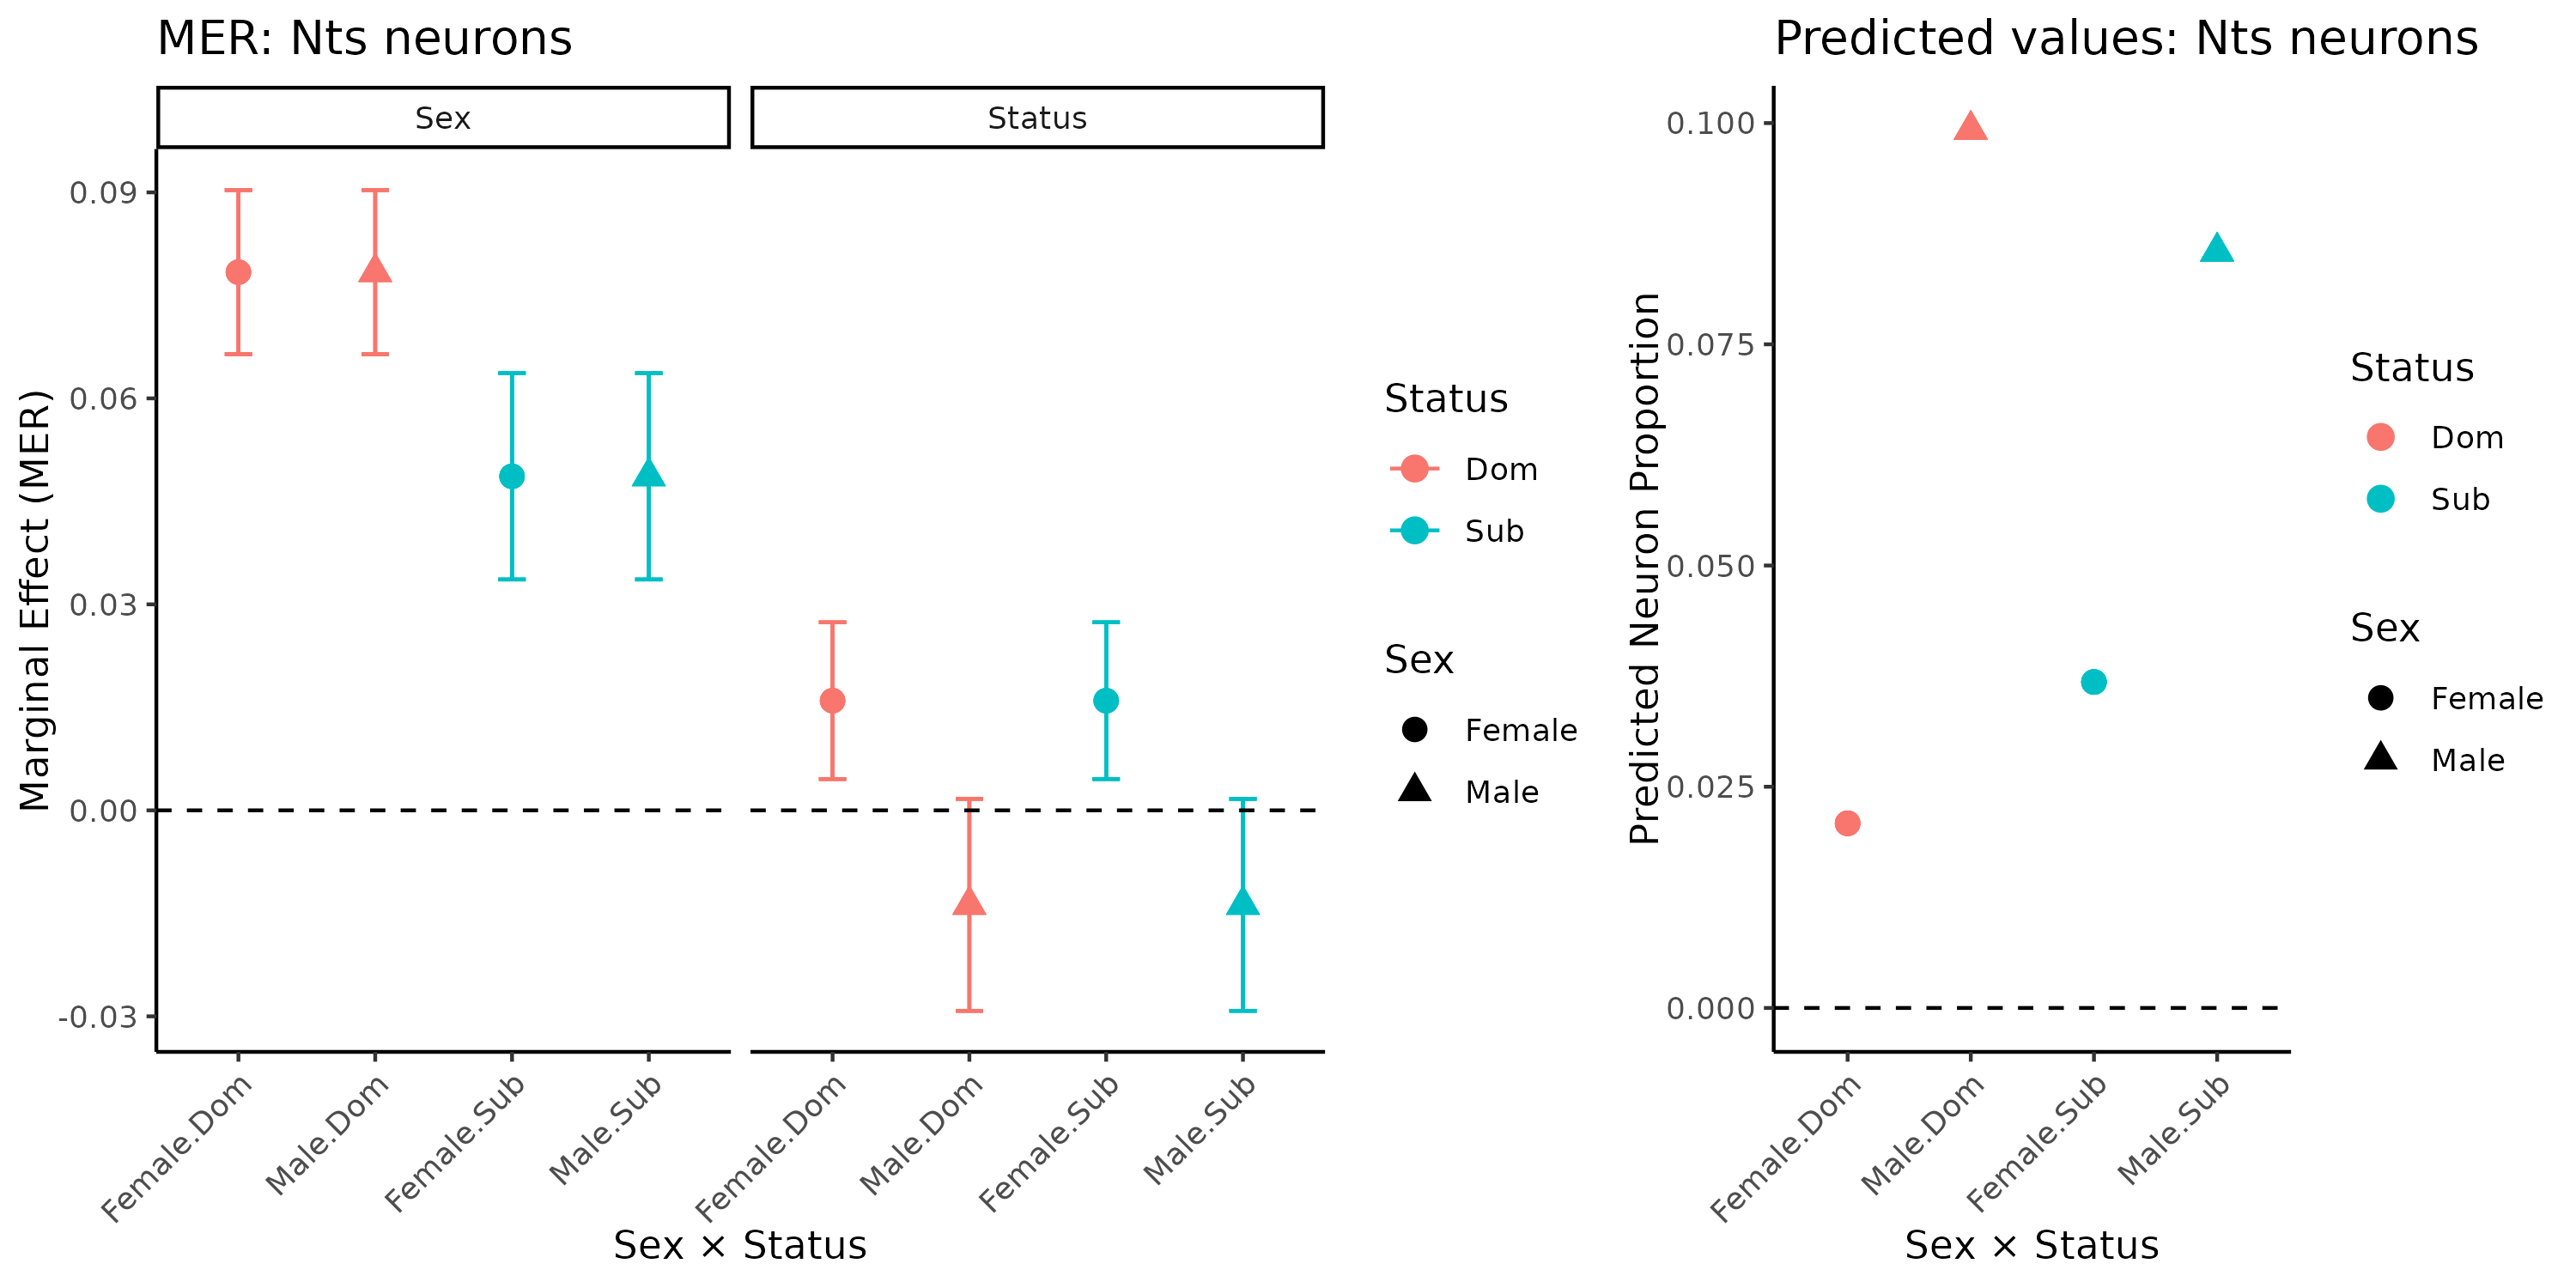 MER: Nts neurons
Sex
Status
Marginal Effect (MER)
0.09
0.06
0.03
0.00
-0.03
Female.Dom
Male.Dom
Female.Sub
Male.Sub
Female.Dom
Male.Dom
Female.Sub
Male.Sub
Sex × Status
Status
Dom
Sub
Sex
Female
Male
Predicted values: Nts neurons
Predicted Neuron Proportion
0.100
0.075
0.050
0.025
0.000
Female.Dom
Male.Dom
Female.Sub
Male.Sub
Sex × Status
Status
Dom
Sub
Sex
Female
Male